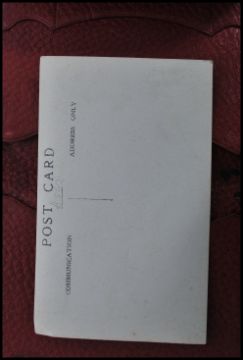 POST CARD
COMMUNICATION
ADDRESS ONLY